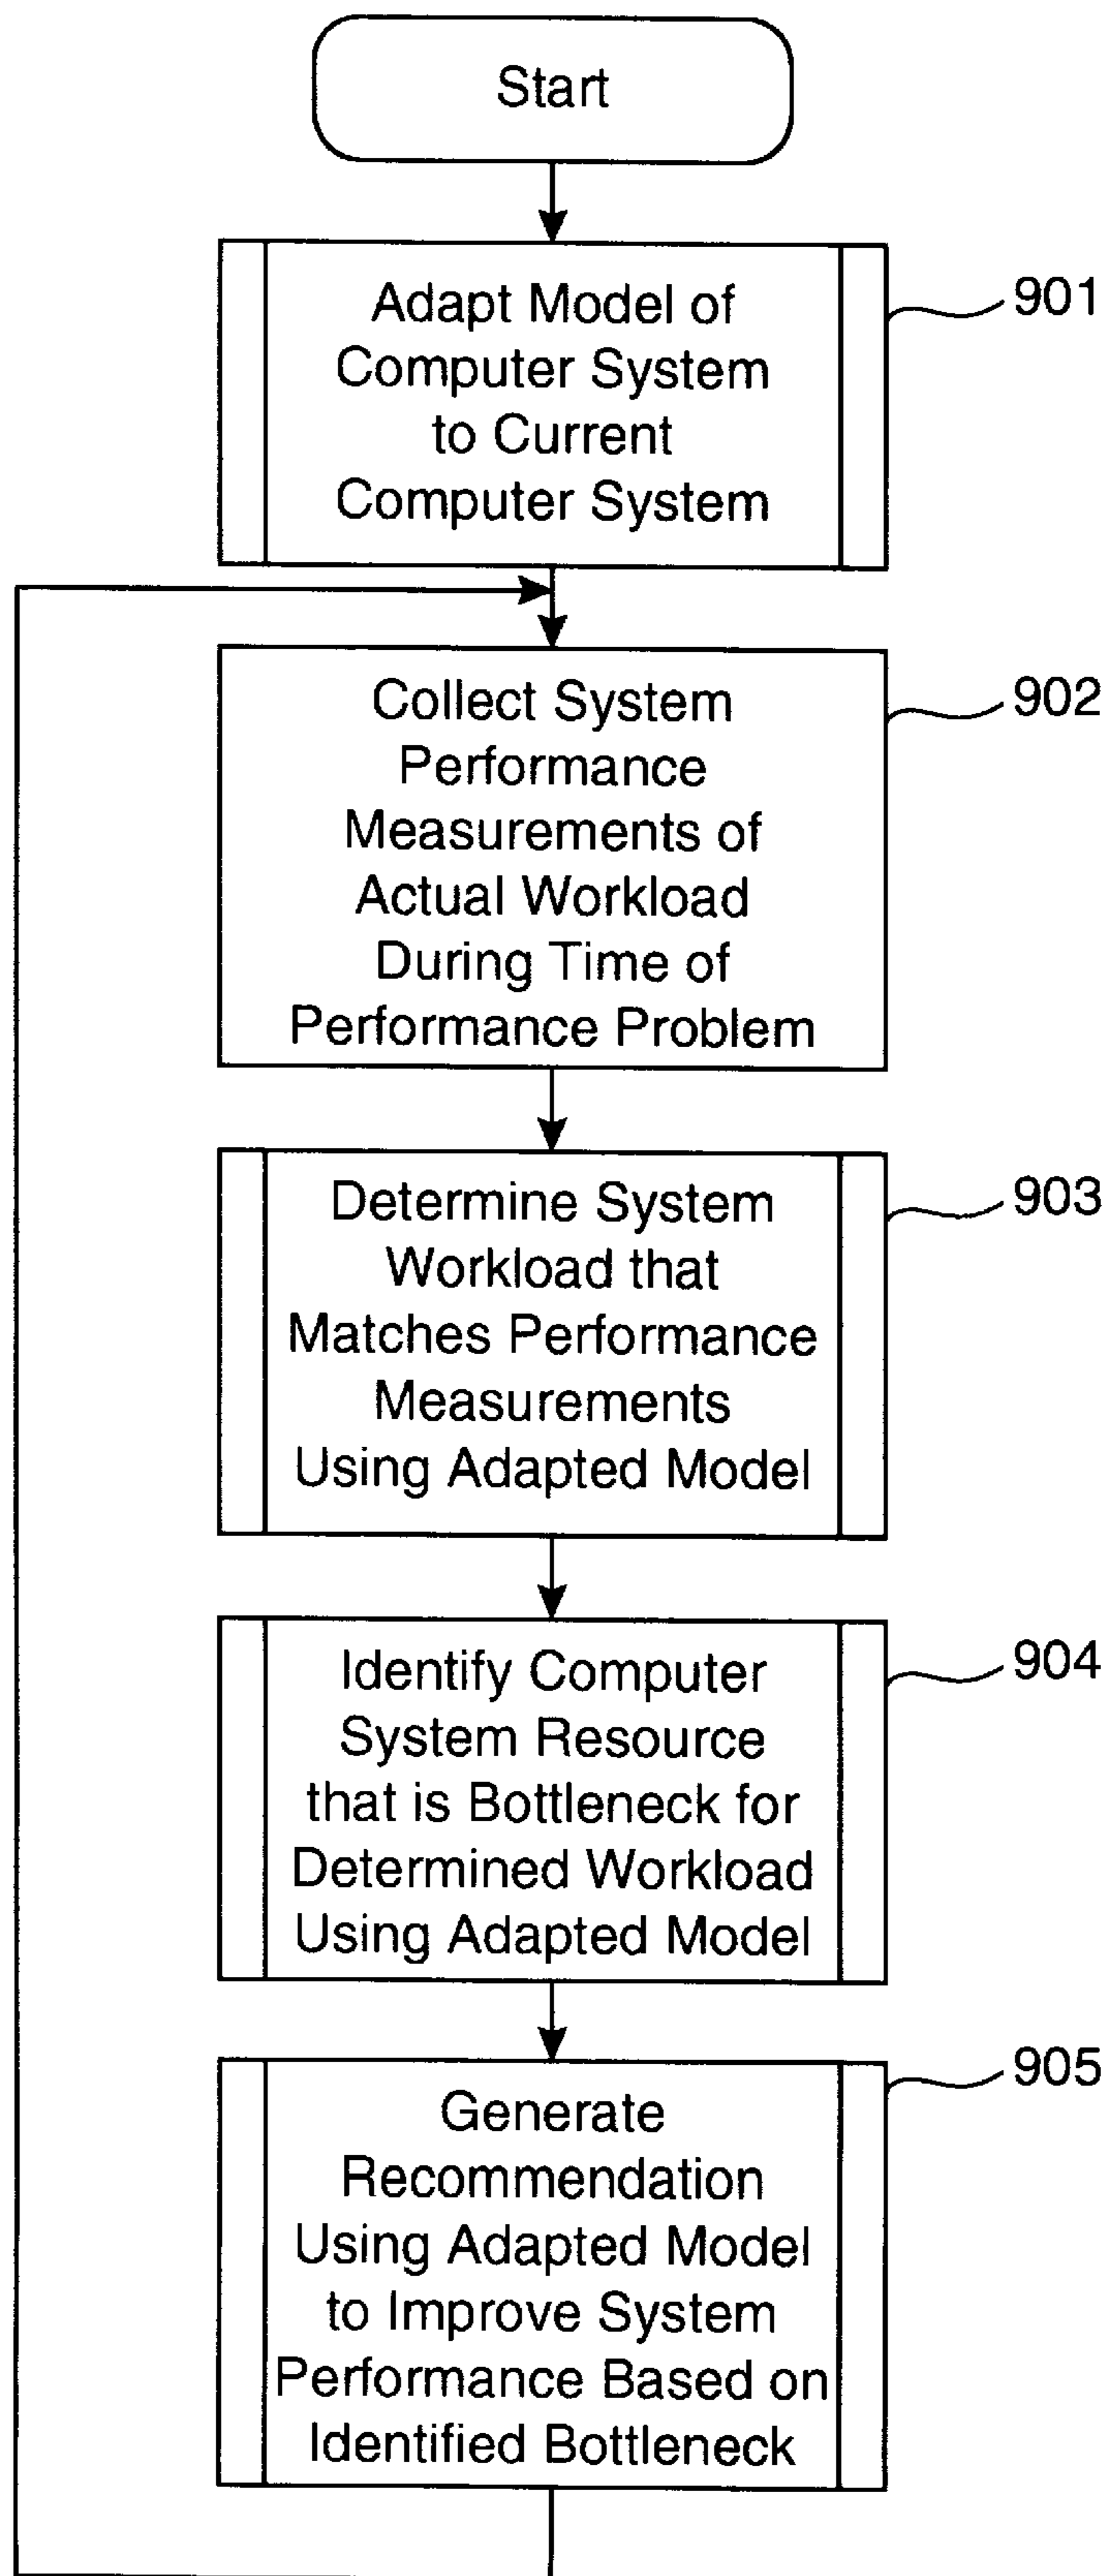 Start
Adapt Model of
Computer System
to Current
Computer System
901
Collect System
Performance
Measurements of
Actual Workload
During Time of
Performance Problem
902
Determine System
Workload that
Matches Performance
Measurements
Using Adapted Model
903
Identify Computer
System Resource
that is Bottleneck for
Determined Workload
Using Adapted Model
904
Generate
Recommendation
Using Adapted Model
to Improve System
Performance Based on
Identified Bottleneck
905